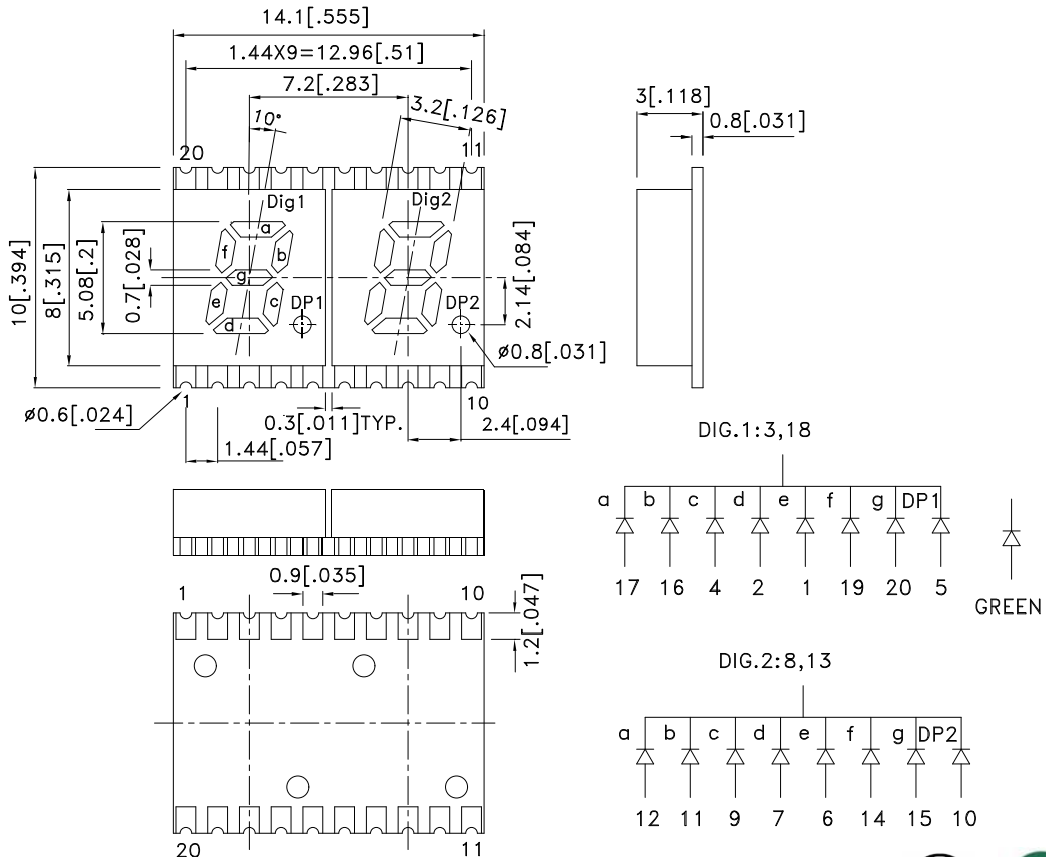 14.1[.555]
1.44X9=12.96[.51]
7.2[.283]
3.2[.126]
10°
20
11
Dig1
Dig2
a
f
b
g
e
c
d
DP1
DP2
10[.394]
8[.315]
5.08[.2]
0.7[.028]
2.14[.084]
ø0.8[.031]
ø0.6[.024]
1
10
0.3[.011]TYP.
2.4[.094]
1.44[.057]
3[.118]
0.8[.031]
0.9[.035]
1
10
1.2[.047]
20
11
DIG.1:3,18
a b c d e f g DP1
17 16 4 2 1 19 20 5
GREEN
DIG.2:8,13
a b c d e f g DP2
12 11 9 7 6 14 15 10